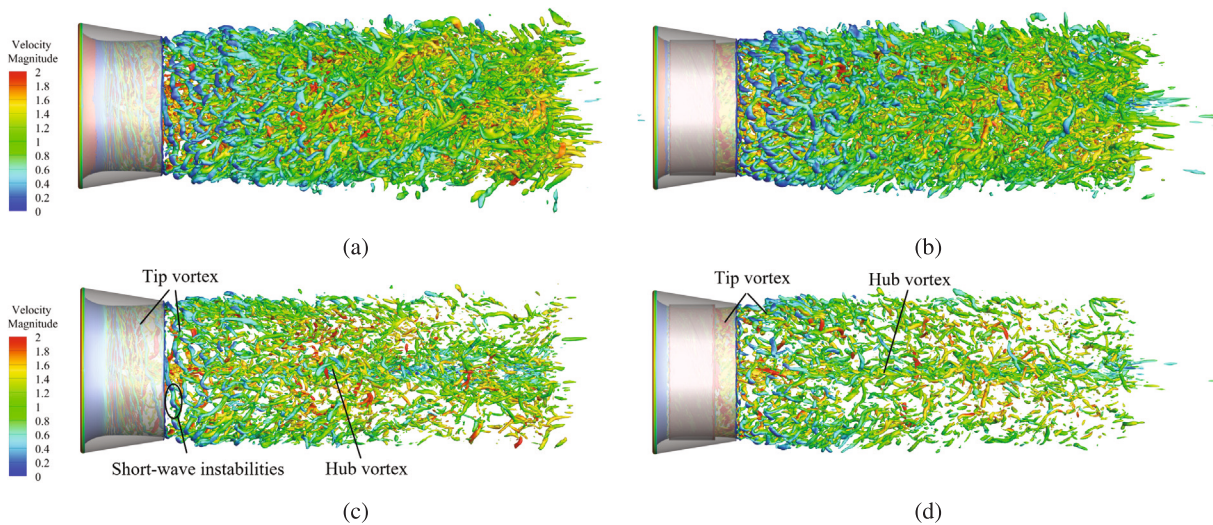 Velocity
Magnitude
2
1.8
1.6
1.4
1.2
1
0.8
0.6
0.4
0.2
0
(a)
(b)
Velocity
Magnitude
2
1.8
1.6
1.4
1.2
1
0.8
0.6
0.4
0.2
0
Tip vortex
Short-wave instabilities
Hub vortex
(c)
Tip vortex
Hub vortex
(d)